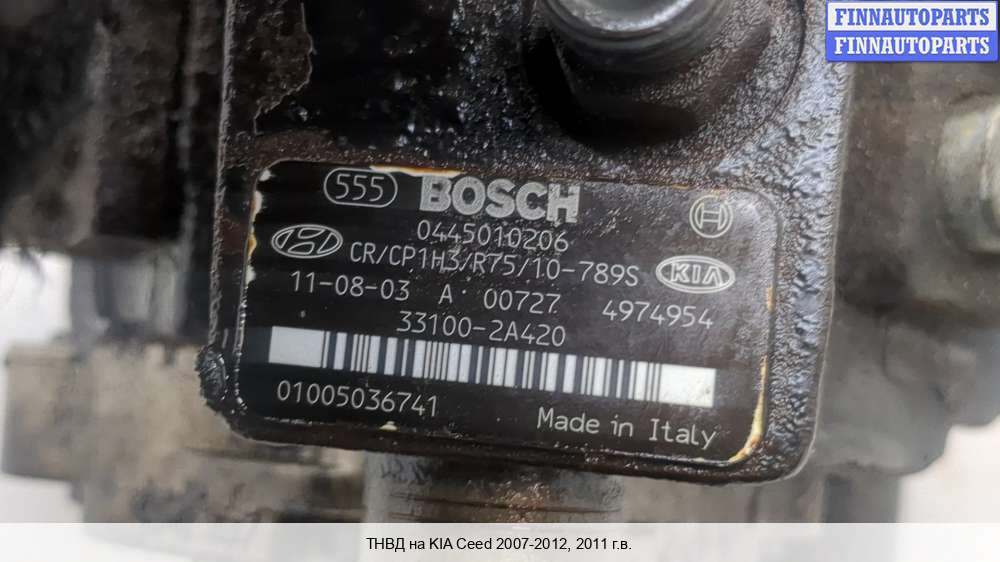 FINNAUTOPARTS
FINNAUTOPARTS
555 BOSCH
0445010206
CR/CP1H3/R75/10-789S KIA
11-08-03 A 00727 4974954
33100-2A420
01005036741
Made in Italy
ТНВД на KIA Ceed 2007-2012, 2011 г.в.